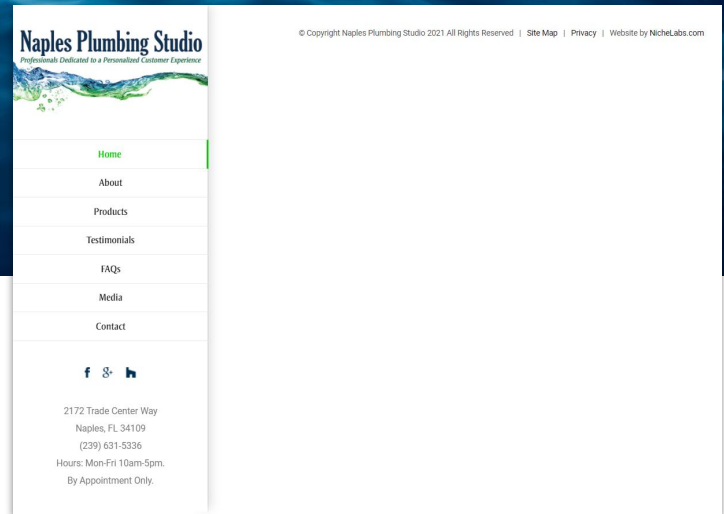 Naples Plumbing Studio
Professionals Dedicated to a Personalized Customer Experience
Home
About
Products
Testimonials
FAQs
Media
Contact
2172 Trade Center Way
Naples, FL 34109
(239) 631-5336
Hours: Mon-Fri 10am-5pm.
By Appointment Only.
© Copyright Naples Plumbing Studio 2021 All Rights Reserved | Site Map | Privacy | Website by NicheLabs.com